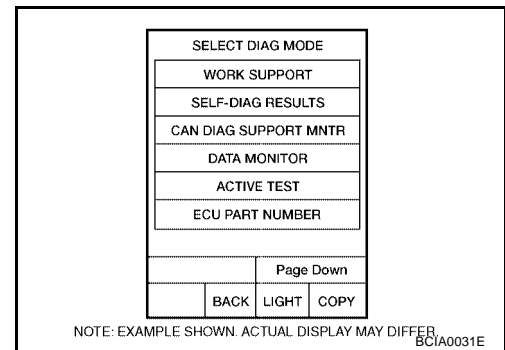 SELECT DIAG MODE
WORK SUPPORT
SELF-DIAG RESULTS
CAN DIAG SUPPORT MNTR
DATA MONITOR
ACTIVE TEST
ECU PART NUMBER
Page Down
BACK LIGHT COPY
NOTE: EXAMPLE SHOWN. ACTUAL DISPLAY MAY DIFFER.
BCIA0031E